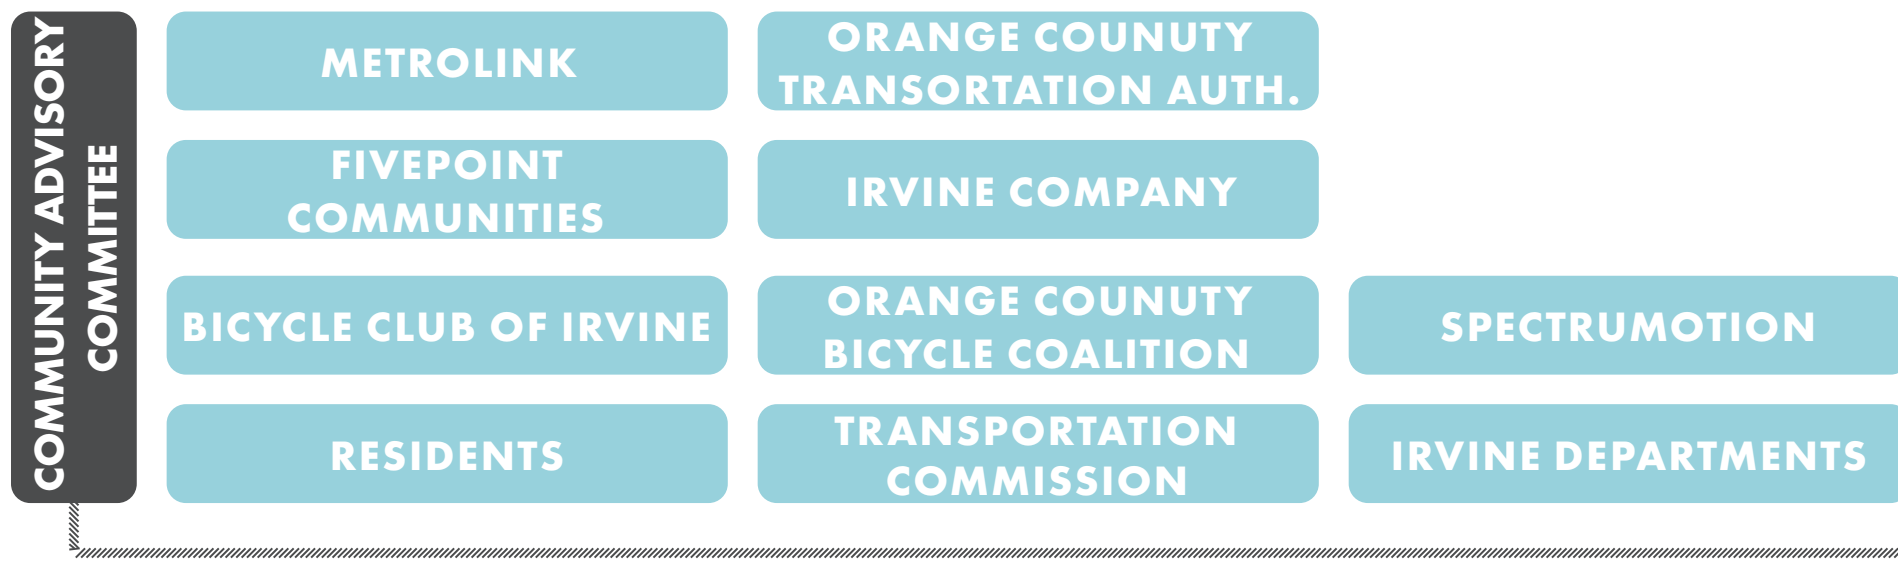 COMMUNITY ADVISORY
COMMITTEE
METROLINK
ORANGE COUNUTY
TRANSORTATION AUTH.
FIVEPOINT
COMMUNITIES
IRVINE COMPANY
BICYCLE CLUB OF IRVINE
ORANGE COUNUTY
BICYCLE COALITION
SPECTRUMOTION
RESIDENTS
TRANSPORTATION
COMMISSION
IRVINE DEPARTMENTS